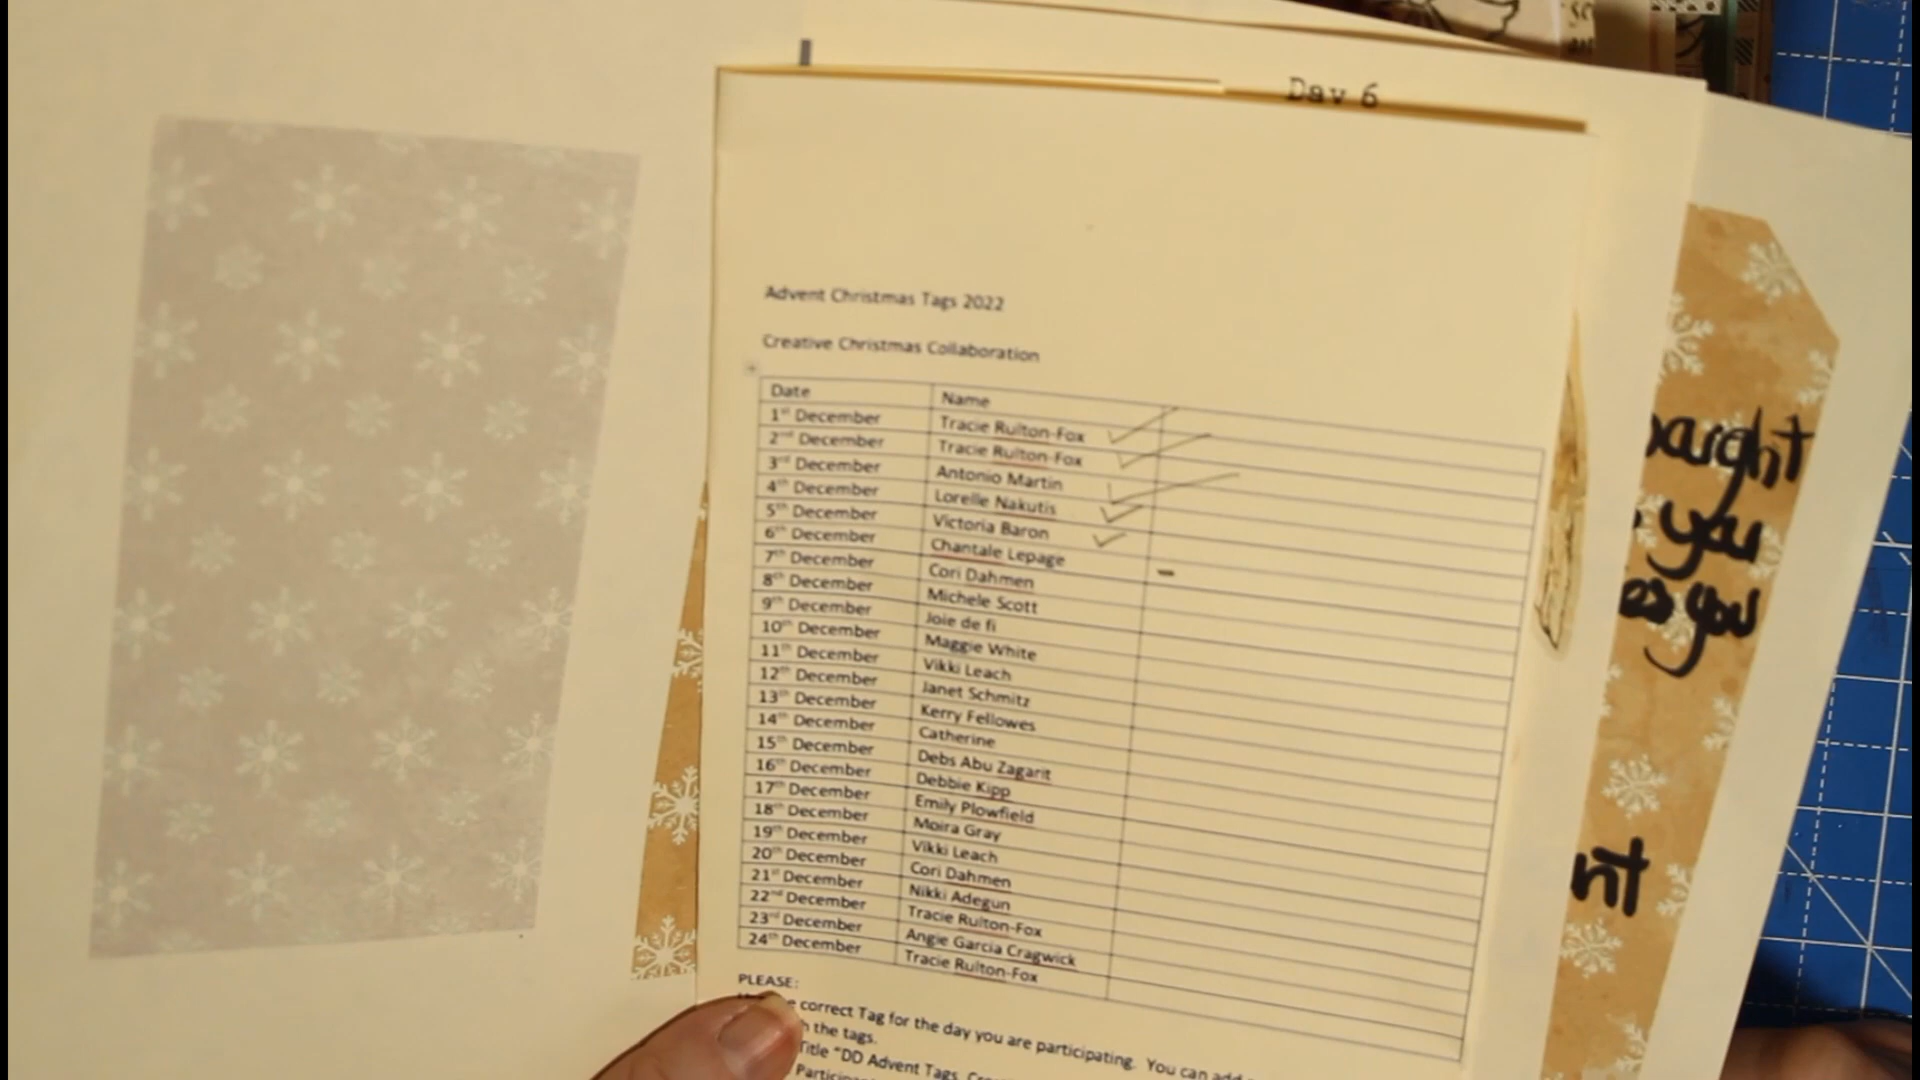 Day 6
Advent Christmas Tags 2022
Creative Christmas Collaboration
Date Name
1st December Tracie Rulton-Fox
2nd December Tracie Rulton-Fox
3rd December Antonio Martin
4th December Lorelle Nakutis
5th December Victoria Baron
6th December Chantale Lepage
7th December Cori Dahmen
8th December Michele Scott
9th December Joie de fi
10th December Maggie White
11th December Vikki Leach
12th December Janet Schmitz
13th December Kerry Fellowes
14th December Catherine
15th December Debs Abu Zagarit
16th December Debbie Kipp
17th December Emily Plowfield
18th December Moira Gray
19th December Vikki Leach
20th December Cori Dahmen
21st December Nikki Adegun
22nd December Tracie Rulton-Fox
23rd December Angie Garcia Cragwick
24th December Tracie Rulton-Fox
PLEASE:
correct Tag for the day you are participating. You can add
the tags.
Title "DD Advent Tags
you
you